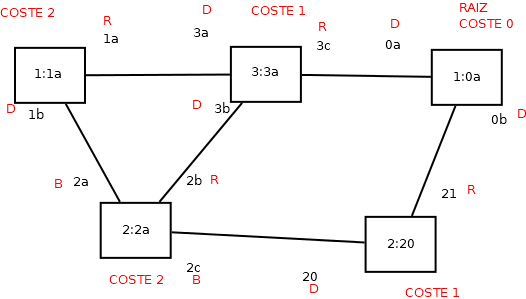 COSTE 2
R
1a
D
3a
COSTE 1
R
3c
D
0a
RAIZ
COSTE 0
1:1a
3:3a
1:0a
D
1b
D
3b
0b
D
B
2a
2b
R
21
R
2:2a
2:20
COSTE 2
2c
B
20
D
COSTE 1